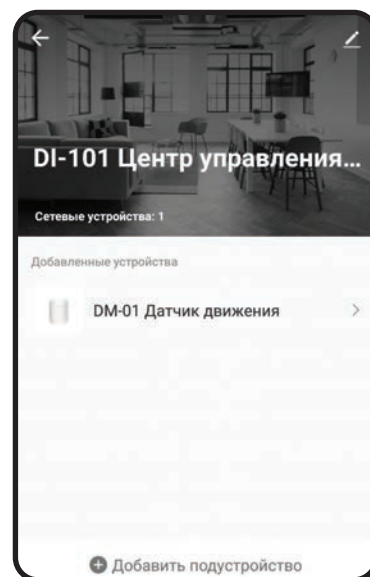 DI-101 Центр управления...
Сетевые устройства: 1
Добавленные устройства
DM-01 Датчик движения
Добавить подустройство